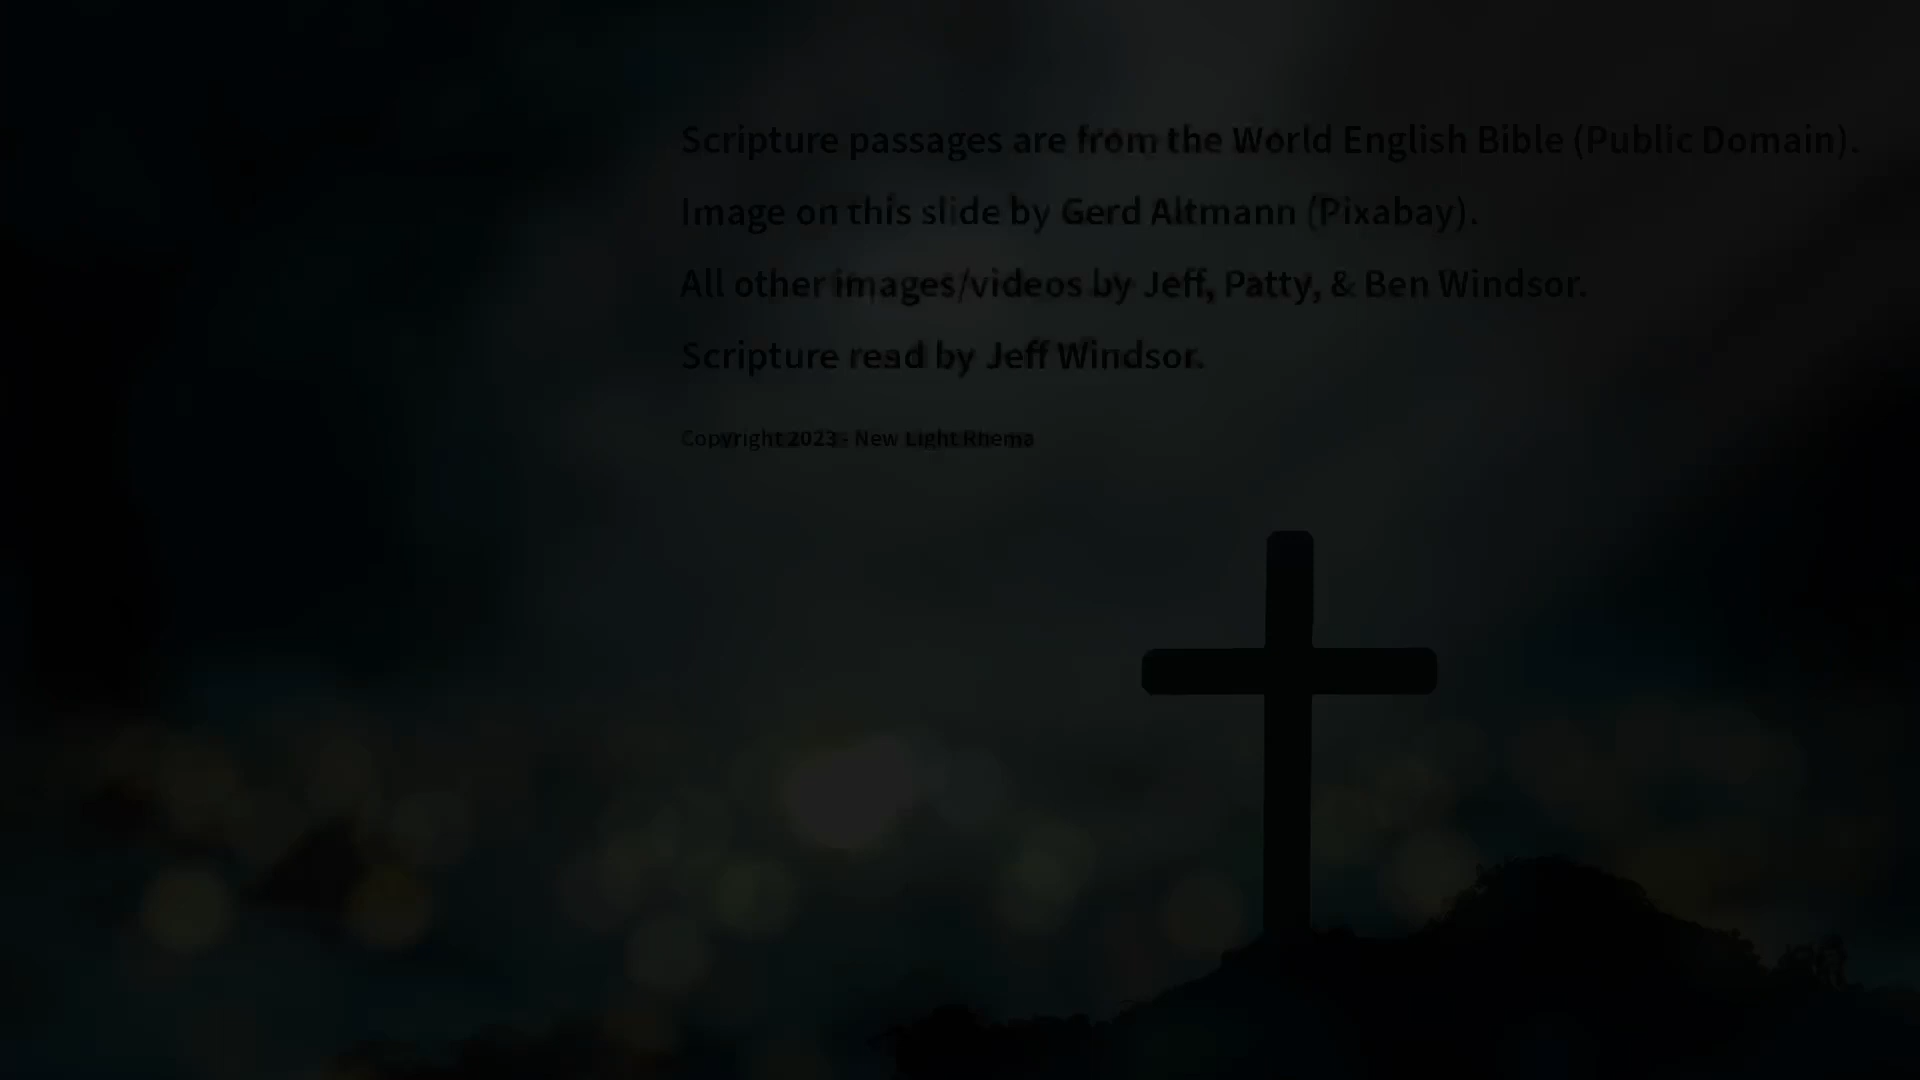 Scripture passages are from the World English Bible (Public Domain).
Image on this slide by Gerd Altmann (Pixabay).
All other images/videos by Jeff, Patty, & Ben Windsor.
Scripture read by Jeff Windsor.
Copyright 2023 - New Light Rhema